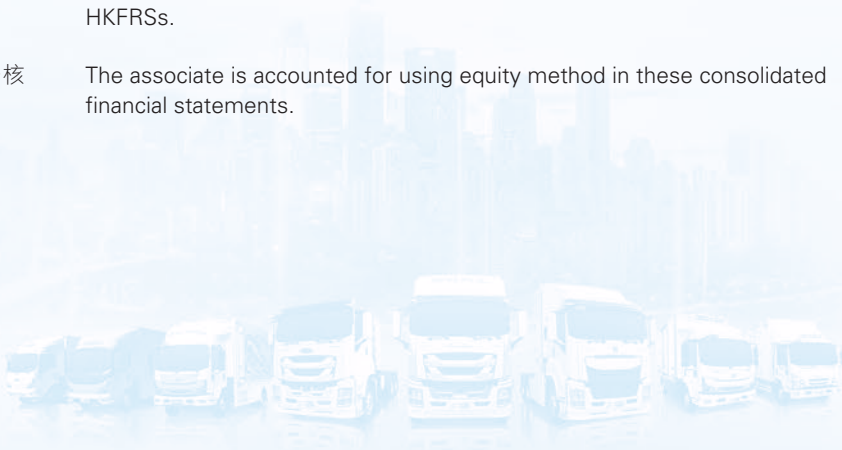 HKFRSs.
核 The associate is accounted for using equity method in these consolidated
financial statements.